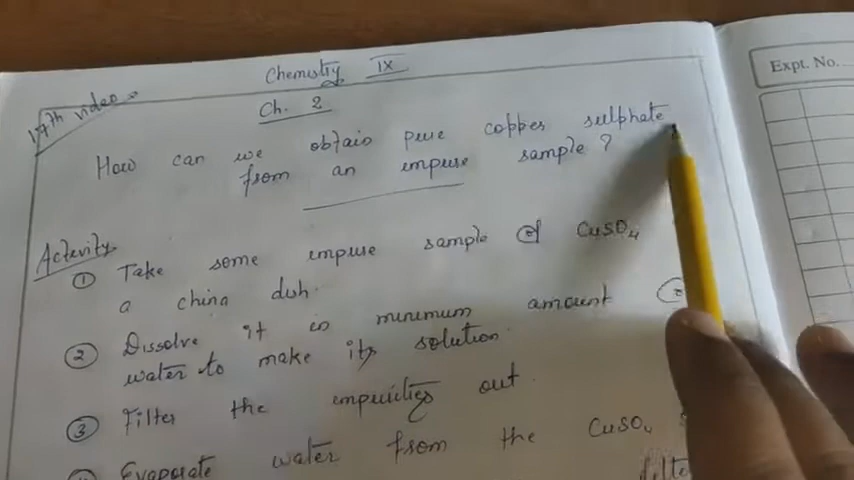 Chemistry IX
17th video
Ch. 2
How can we obtain pure copper sulphate
from an impure sample?
Activity
① Take some impure sample of CuSO4
a china dish.
② Dissolve it in minimum amount
water to make its solution.
③ Filter the impurities out.
Evaporate water from the CuSO4
filte
Expt. No.....